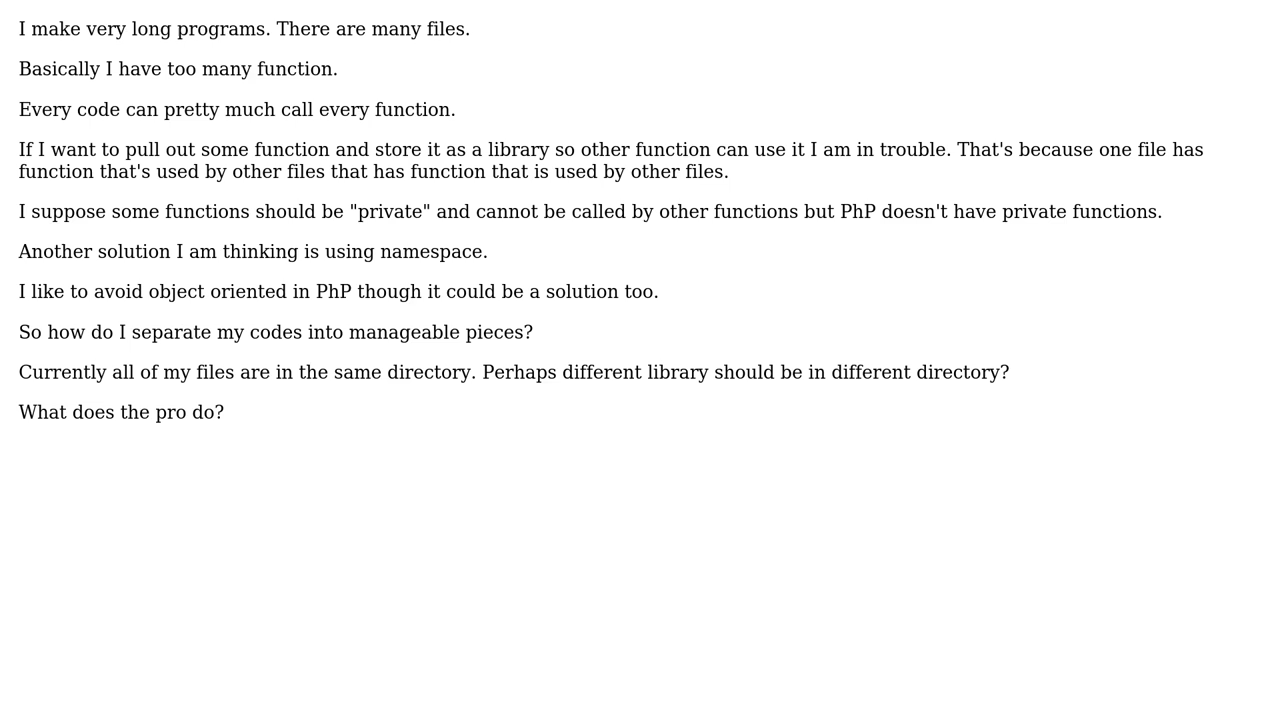 I make very long programs. There are many files.
Basically I have too many function.
Every code can pretty much call every function.
If I want to pull out some function and store it as a library so other function can use it I am in trouble. That's because one file has
function that's used by other files that has function that is used by other files.
I suppose some functions should be "private" and cannot be called by other functions but PhP doesn't have private functions.
Another solution I am thinking is using namespace.
I like to avoid object oriented in PhP though it could be a solution too.
So how do I separate my codes into manageable pieces?
Currently all of my files are in the same directory. Perhaps different library should be in different directory?
What does the pro do?